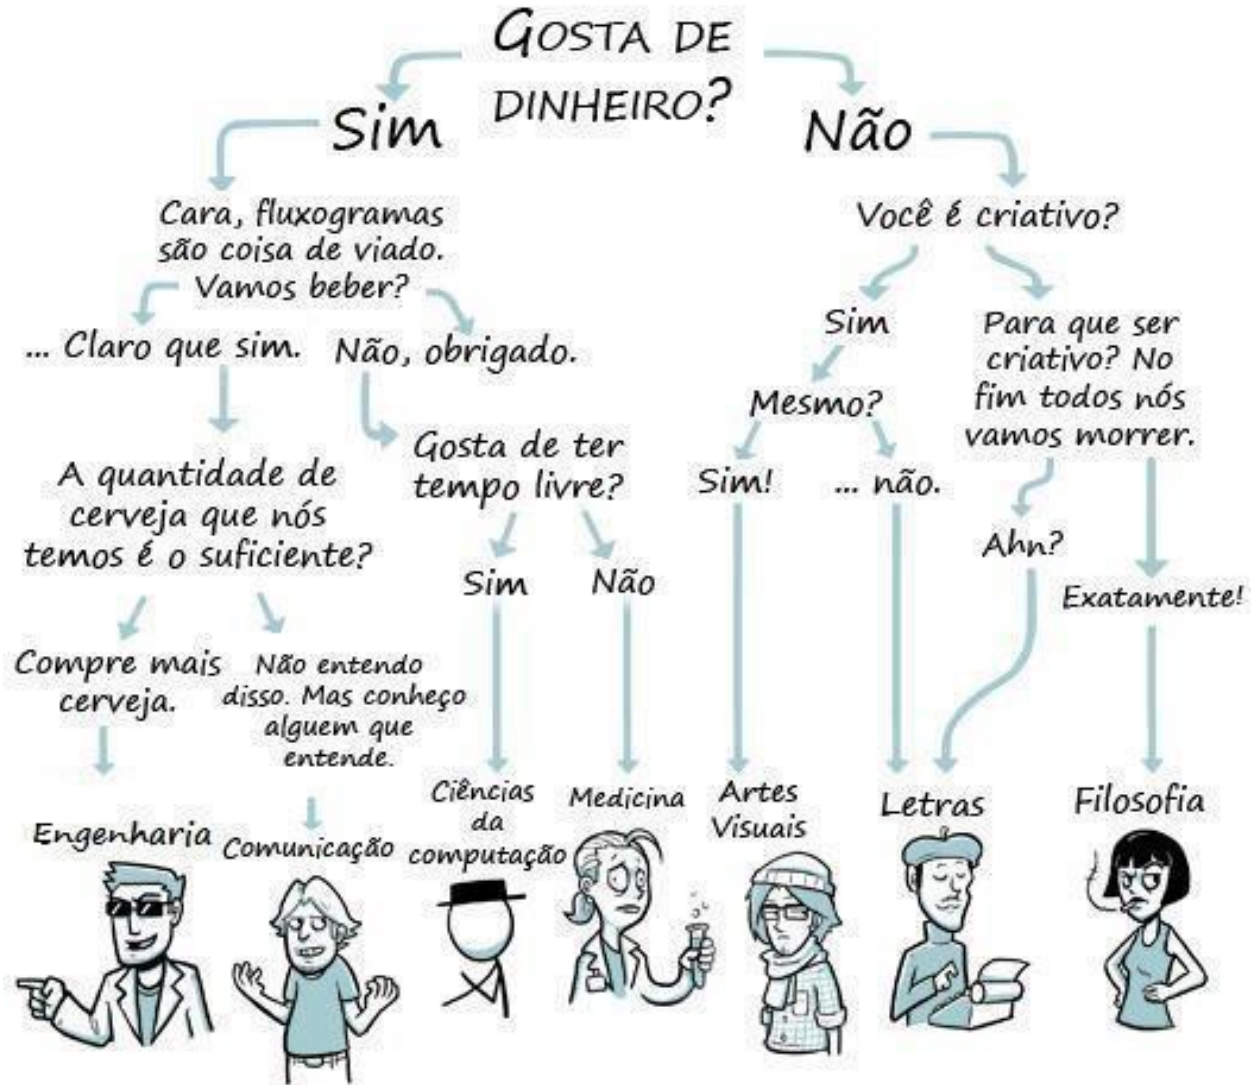 GOSTA DE
DINHEIRO?
Sim
Não
Cara, fluxogramas
são coisa de viado.
Vamos beber?
... Claro que sim.
Não, obrigado.
A quantidade de
cerveja que nós
temos é o suficiente?
Gosta de ter
tempo livre?
Sim
Não
Compre mais
cerveja.
Não entendo
disso. Mas conheço
alguem que
entende.
Você é criativo?
Sim
Para que ser
criativo? No
fim todos nós
vamos morrer.
Mesmo?
Sim!
... não.
Ahn?
Exatamente!
Engenharia
Comunicação
Ciências
da
computação
Medicina
Artes
Visuais
Letras
Filosofia